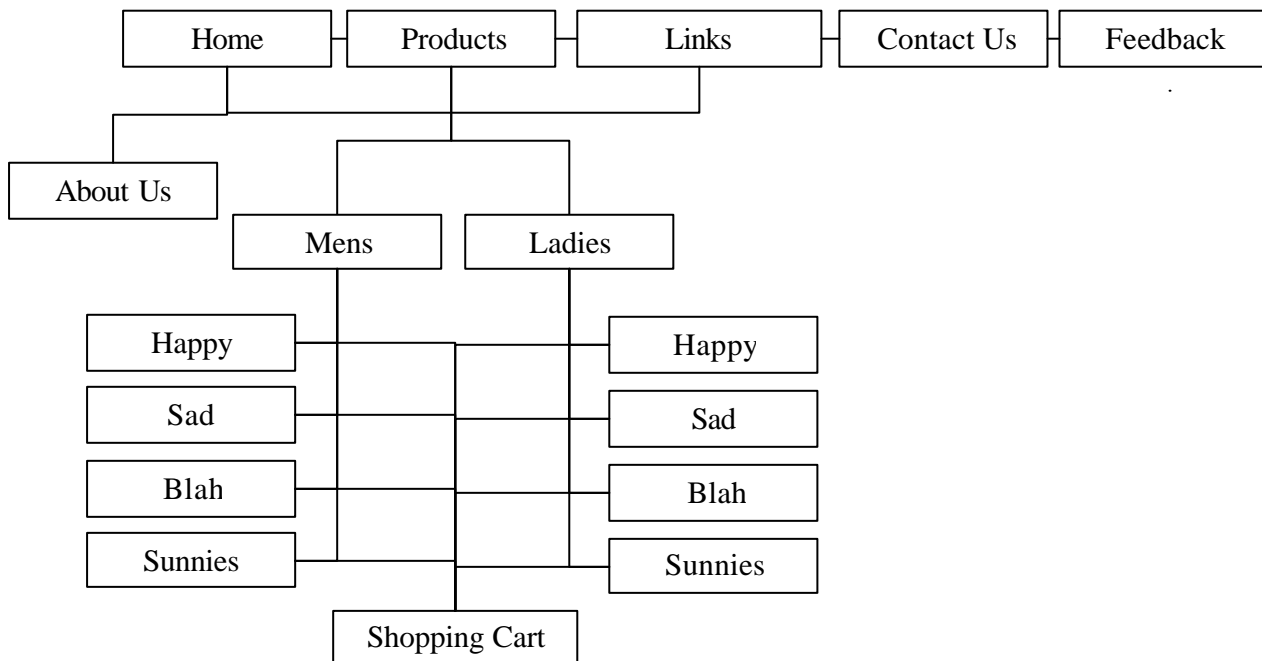 Home Products Links Contact Us Feedback
.
About Us
Mens Ladies
Happy Happy
Sad Sad
Blah Blah
Sunnies Sunnies
Shopping Cart